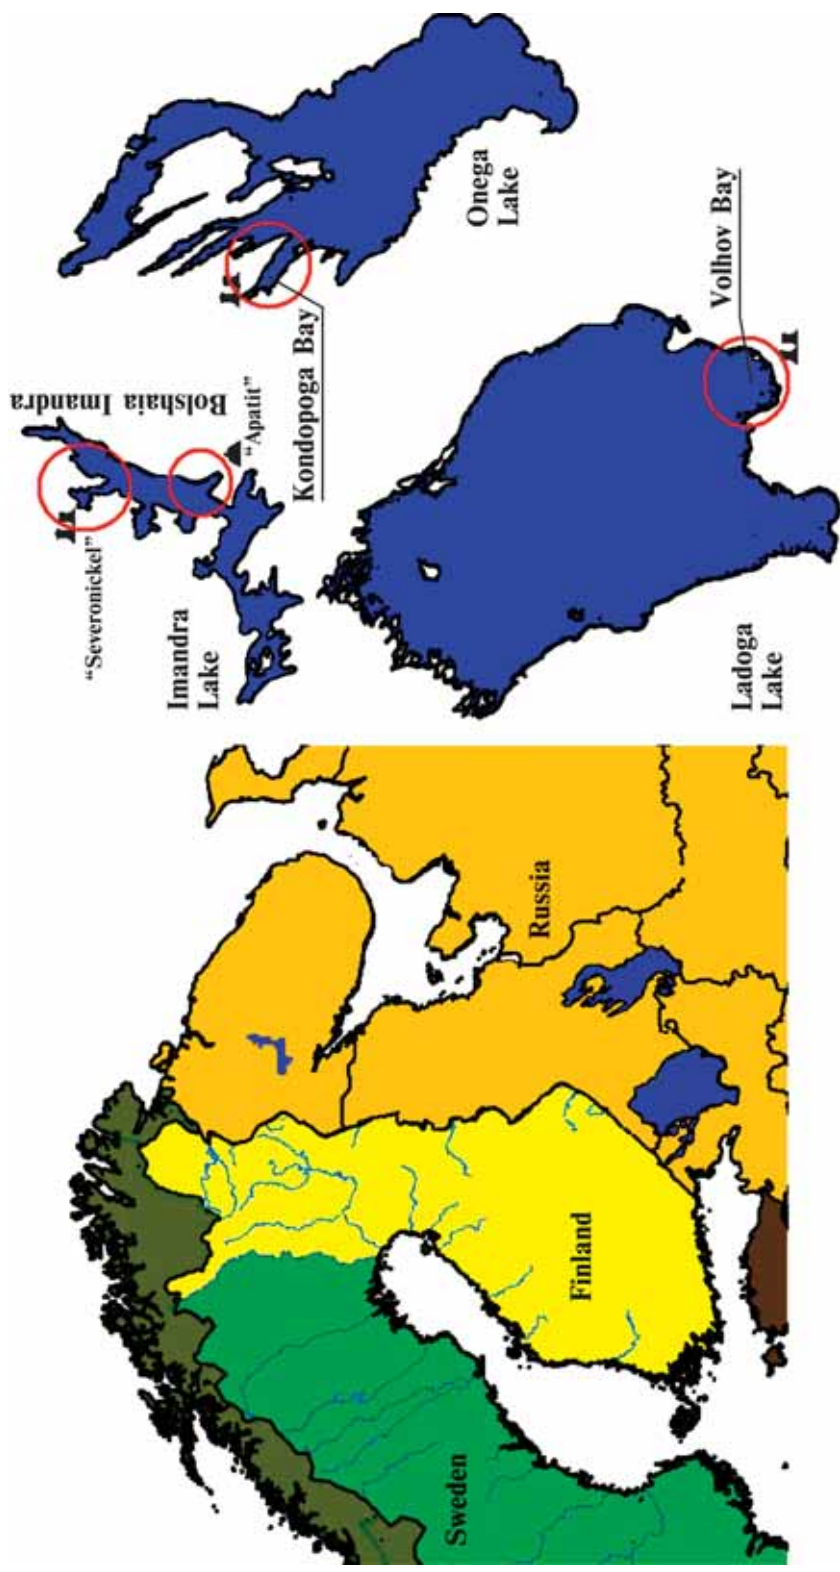 Sweden
Finland
Russia
"Severonickel"
Imandra
Lake
Bolshaia Imandra
"Apatit"
Kondopoga Bay
Onega
Lake
Ladoga
Lake
Volhov Bay